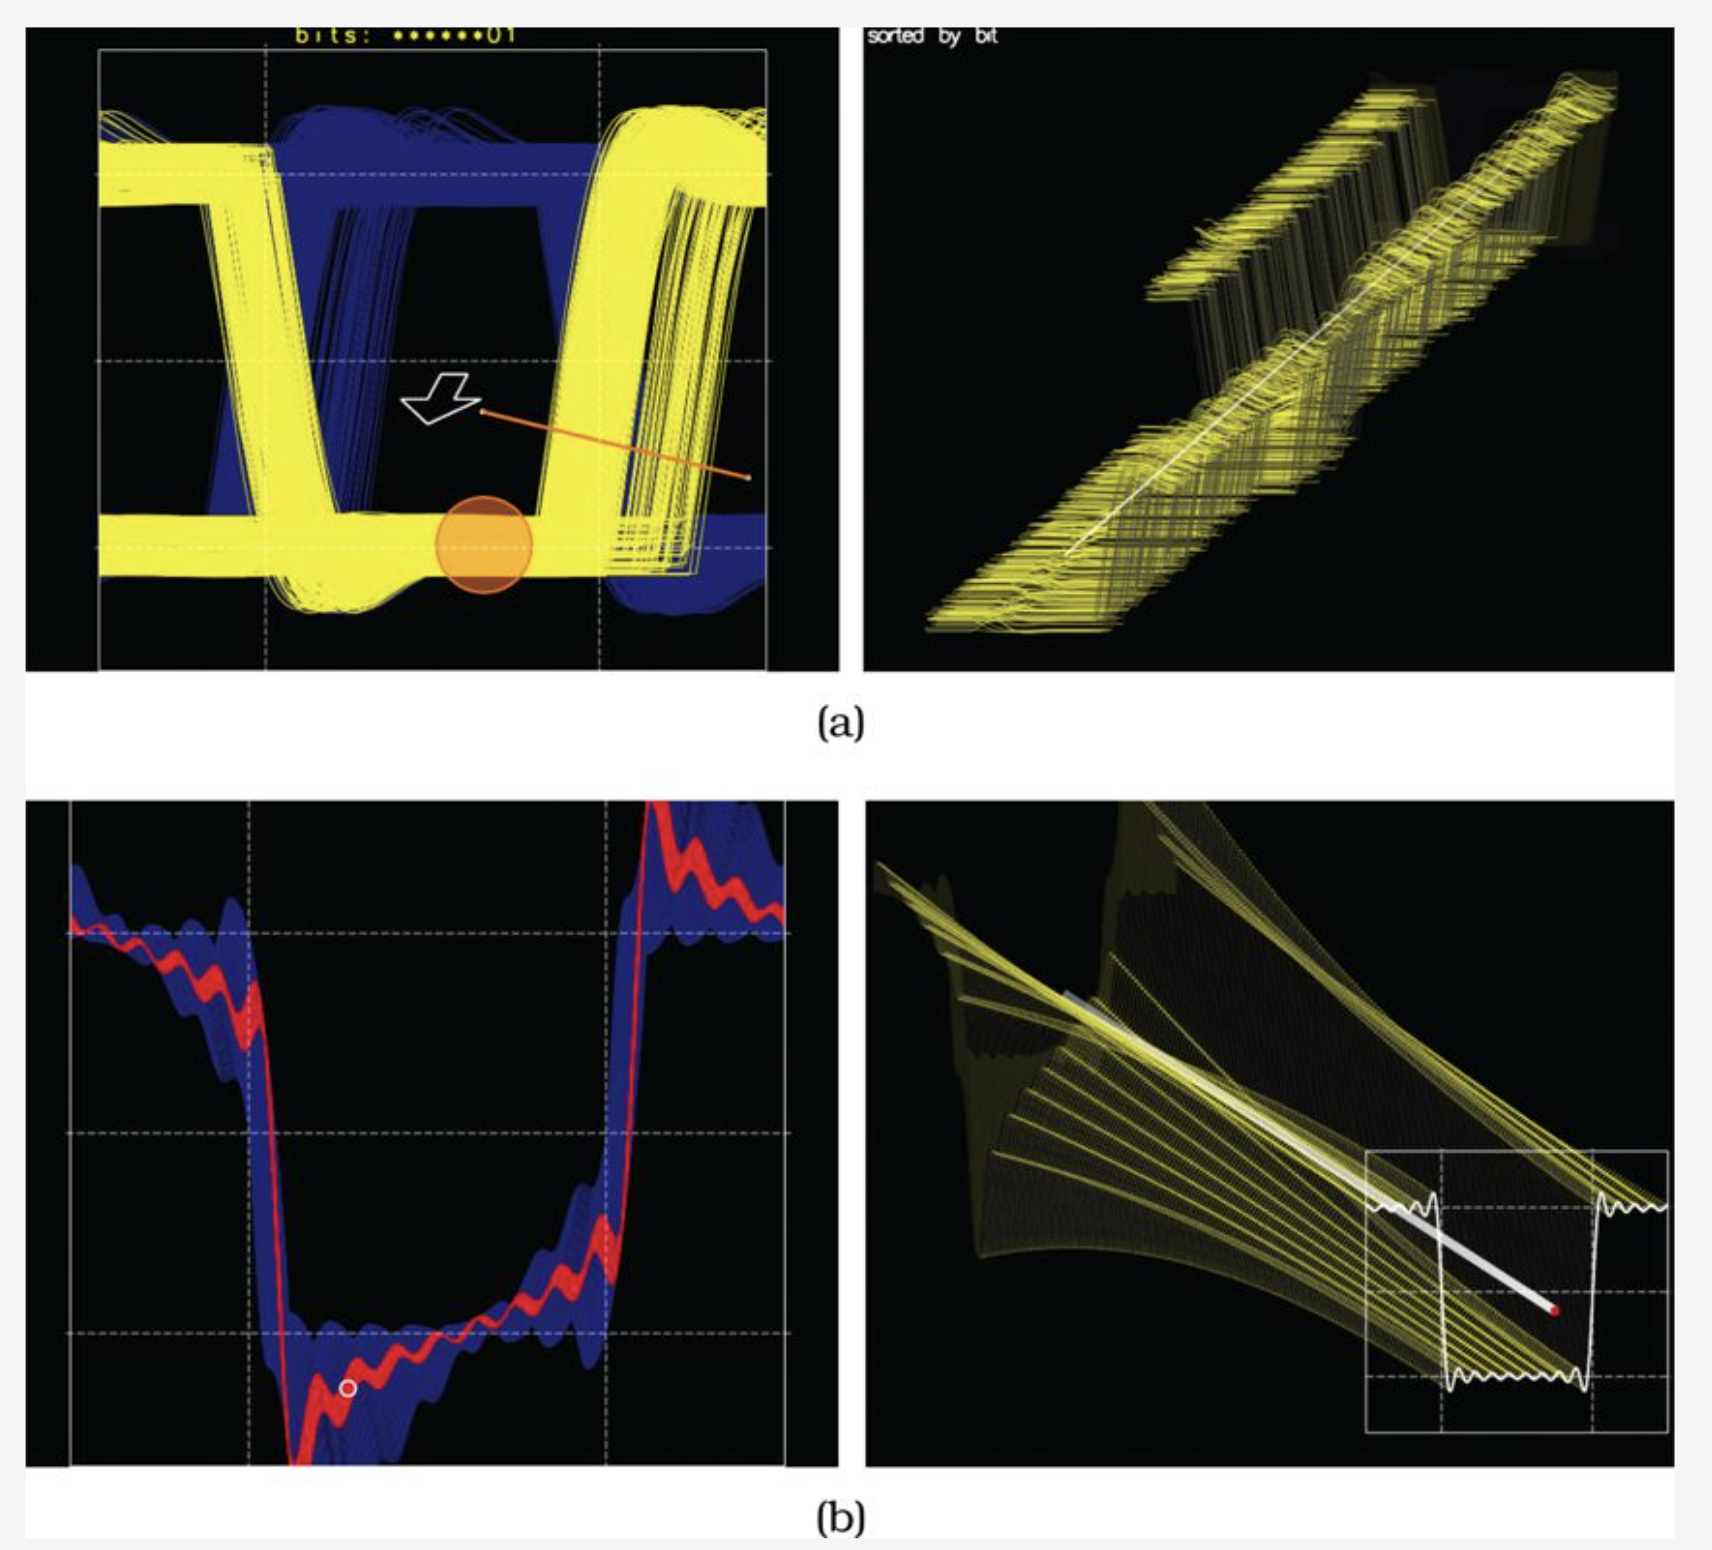 bits: ******01
sorted by bit
(a)
(b)